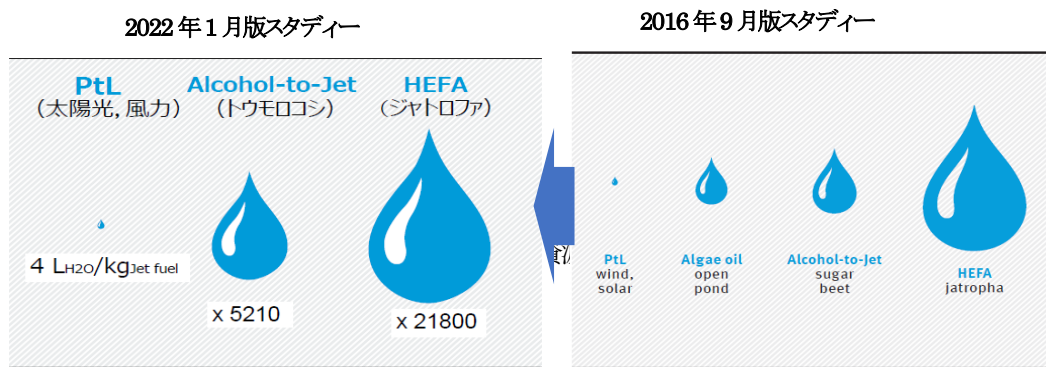 2022年1月版スタディー
2016年9月版スタディー
PtL
(太陽光,風力)
Alcohol-to-Jet
(トウモロコシ)
HEFA
(ジャトロファ)
4 LH2O/kgJet fuel
x 5210
x 21800
PtL
wind,
solar
Algae oil
open
pond
Alcohol-to-Jet
sugar
beet
HEFA
jatropha